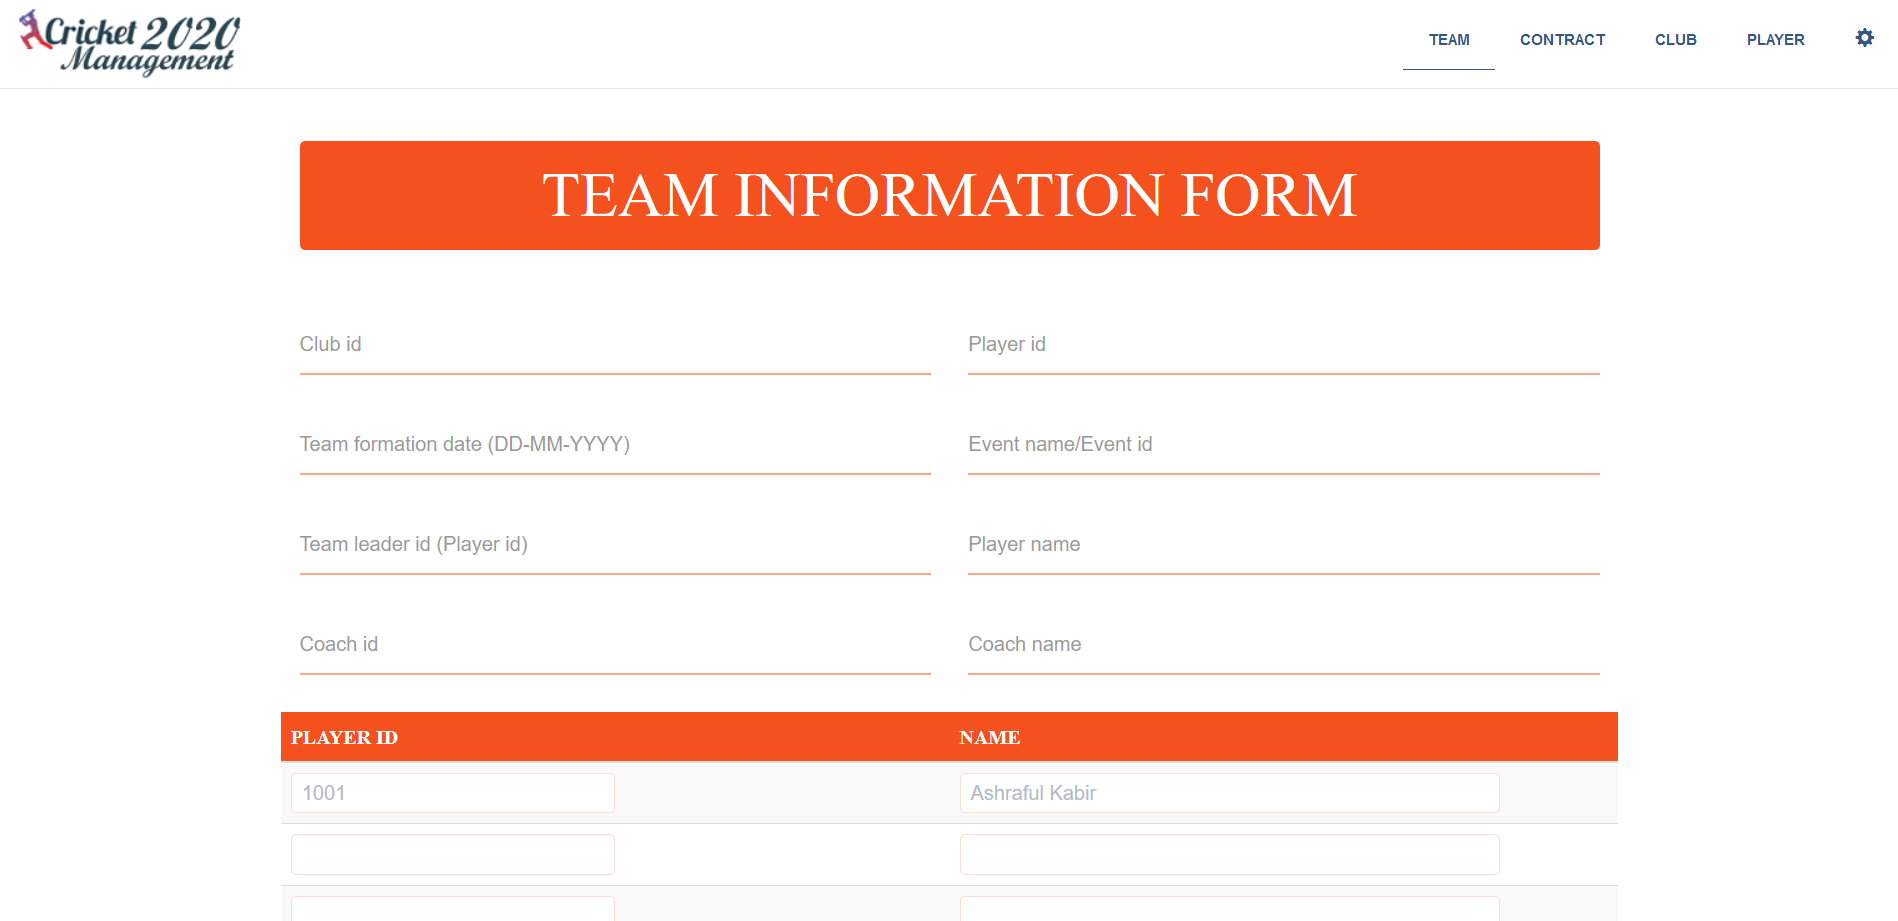 Cricket 2020
Management
TEAM
CONTRACT
CLUB
PLAYER
TEAM INFORMATION FORM
Club id
Player id
Team formation date (DD-MM-YYYY)
Event name/Event id
Team leader id (Player id)
Player name
Coach id
Coach name
PLAYER ID
NAME
1001
Ashraful Kabir